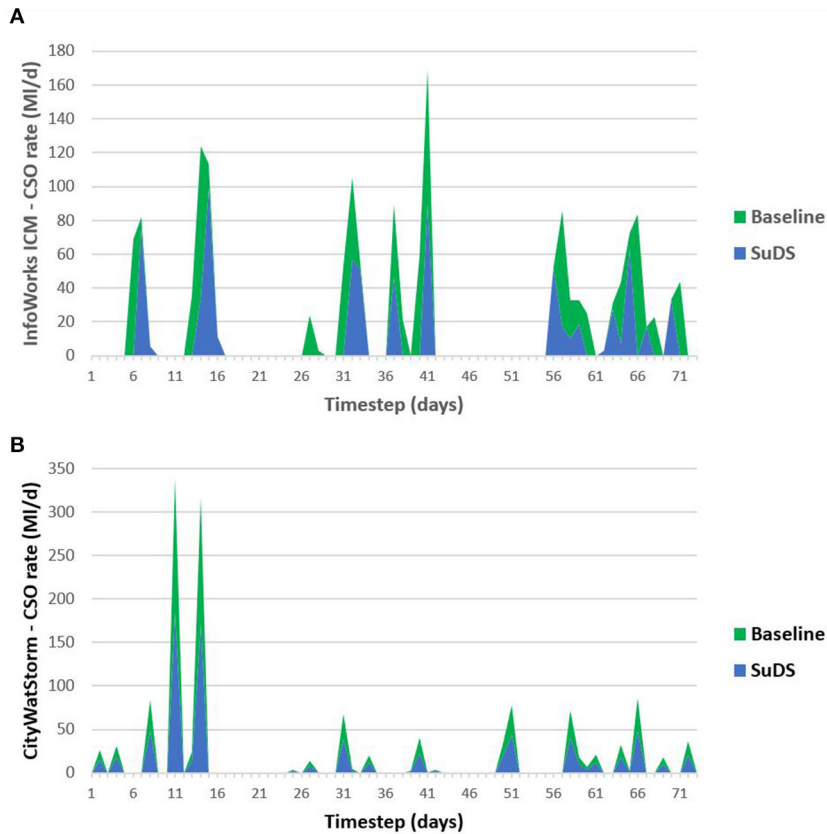 A
InfoWorks ICM - CSO rate (Ml/d)
180
160
140
120
100
80
60
40
20
0
1 6 11 16 21 26 31 36 41 46 51 56 61 66 71
Timestep (days)
Baseline
SuDS
B
CityWatStorm - CSO rate (Ml/d)
350
300
250
200
150
100
50
0
1 6 11 16 21 26 31 36 41 46 51 56 61 66 71
Timestep (days)
Baseline
SuDS